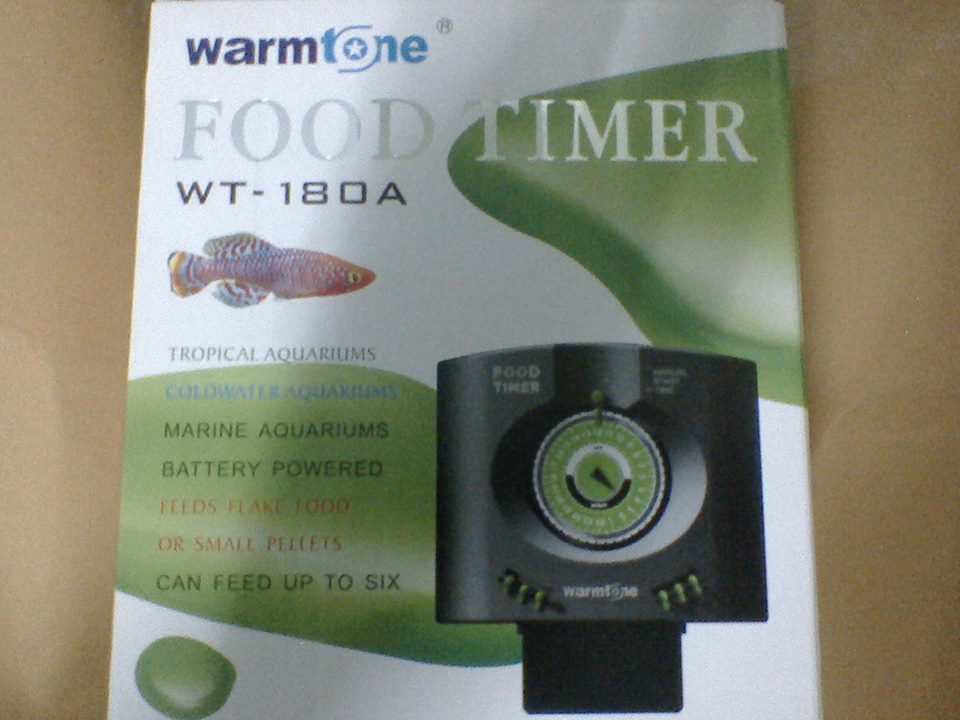 warmtone®
FOOD TIMER
WT-180A
TROPICAL AQUARIUMS
COLDWATER AQUARIUMS
MARINE AQUARIUMS
BATTERY POWERED
FEEDS FLAKE FOOD
OR SMALL PELLETS
CAN FEED UP TO SIX
FOOD
TIMER
warmtone